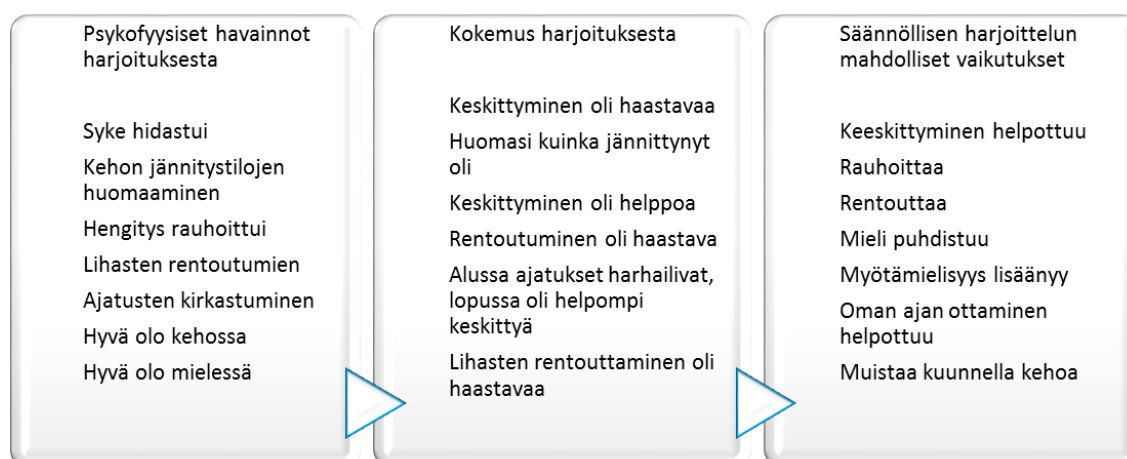 Psykofyysiset havainnot
harjoituksesta
Syke hidastui
Kehon jännitystilojen
huomaaminen
Hengitys rauhoittui
Lihasten rentoutumien
Ajatusten kirkastuminen
Hyvä olo kehossa
Hyvä olo mielessä
Kokemus harjoituksesta
Keskittyminen oli haastavaa
Huomasi kuinka jännittynyt
oli
Keskittyminen oli helppoa
Rentoutuminen oli haastava
Alussa ajatukset harhailivat,
lopussa oli helpompi
keskittyä
Lihasten rentouttaminen oli
haastavaa
Säännöllisen harjoittelun
mahdolliset vaikutukset
Keeskittyminen helpottuu
Rauhoittaa
Rentouttaa
Mieli puhdistuu
Myötämielisyys lisäänyy
Oman ajan ottaminen
helpottuu
Muistaa kuunnella kehoa